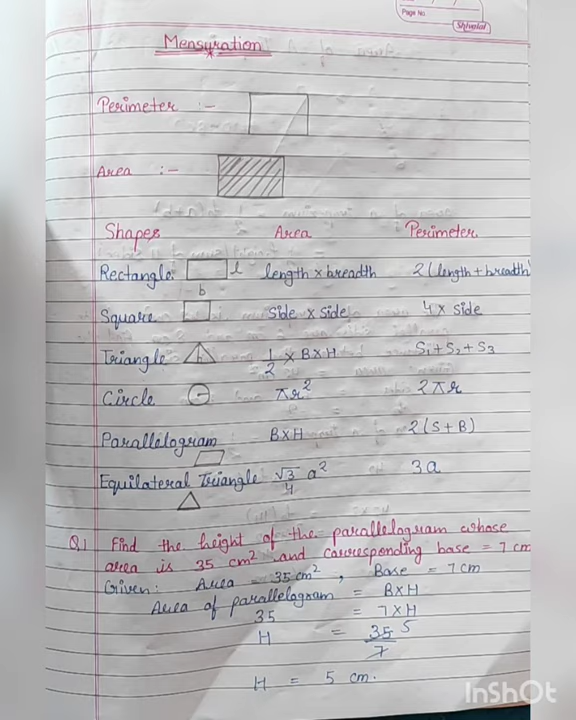 Page No
Shivalal
Mensuration
Perimeter :-
Area :-
Shapes Area Perimeter
Rectangle l length × breadth 2(length + breadth
b
Square Side × Side 4 × side
Triangle h 1/2 × B×H S1 + S2 + S3
Circle πr² 2πr
Parallelogram B×H 2(S+B)
Equilateral Triangle √3/4 a² 3a
Q1 Find the height of the parallelogram whose
area is 35 cm² and corresponding base = 7 cm
Given: Area = 35 cm², Base = 7 cm
Area of parallelogram = B×H
35 = 7×H
H = 35/7 5
H = 5 cm.
InShOt